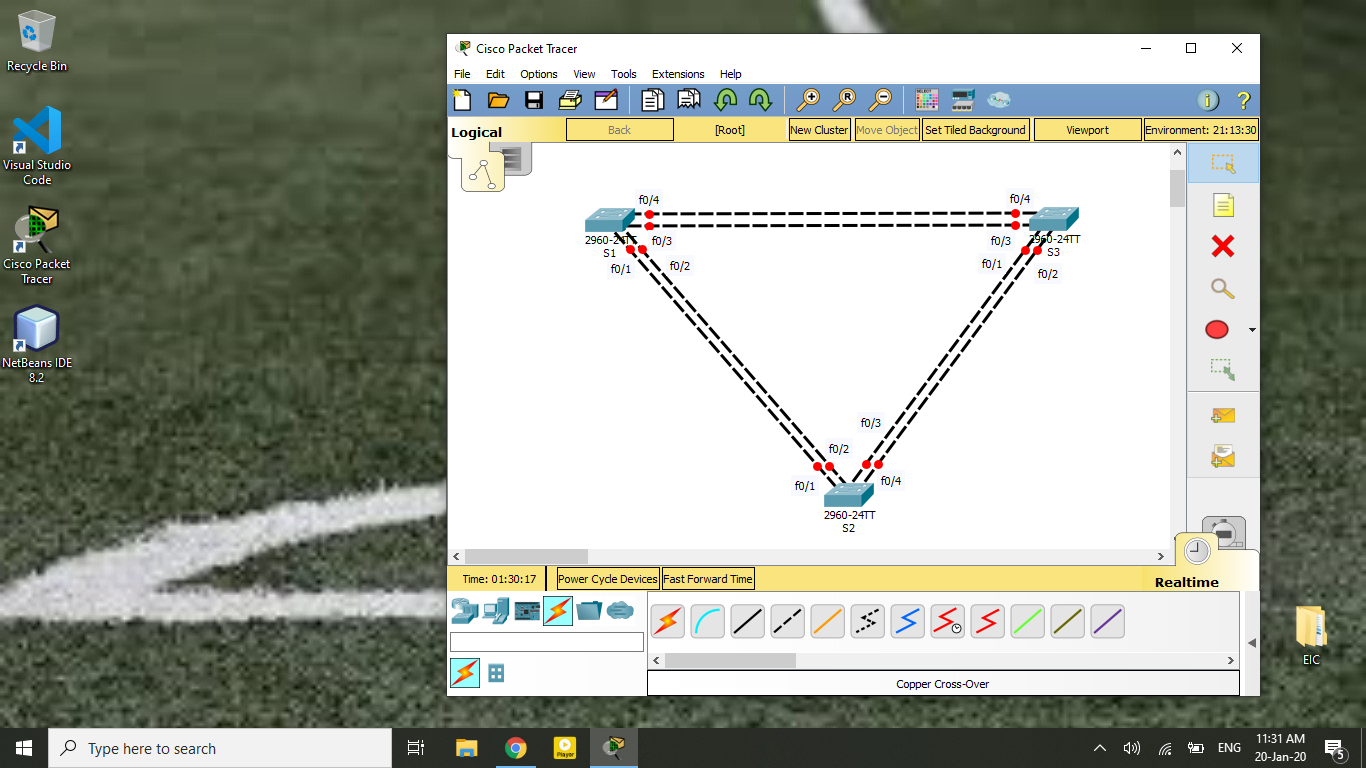 Recycle Bin
Visual Studio
Code
Cisco Packet
Tracer
NetBeans IDE
8.2
Cisco Packet Tracer
File Edit Options View Tools Extensions Help
Logical
Back
[Root]
New Cluster
Move Object
Set Tiled Background
Viewport
Environment: 21:13:30
f0/4
f0/4
2960-24TT
S1
f0/3
f0/3
2960-24TT
S3
f0/1
f0/2
f0/1
f0/2
f0/3
f0/2
f0/1
f0/4
2960-24TT
S2
Time: 01:30:17
Power Cycle Devices
Fast Forward Time
Realtime
Copper Cross-Over
EIC
Type here to search
Player
ENG
11:31 AM
20-Jan-20
5